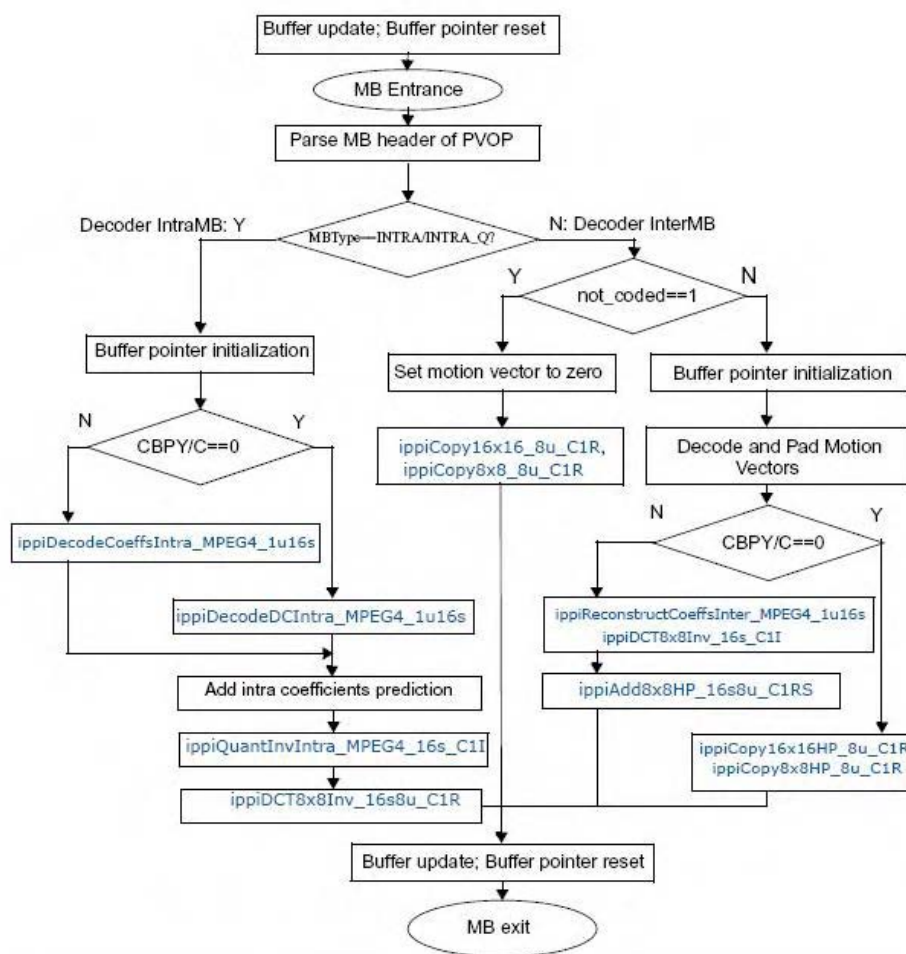 Buffer update; Buffer pointer reset
MB Entrance
Parse MB header of PVOP
Decoder IntraMB: Y
MBType==INTRA/INTRA_Q?
N: Decoder InterMB
Y
not_coded==1
N
Buffer pointer initialization
Set motion vector to zero
Buffer pointer initialization
N
CBPY/C==0
Y
ippiCopy16x16_8u_C1R,
ippiCopy8x8_8u_C1R
Decode and Pad Motion
Vectors
ippiDecodeCoeffsIntra_MPEG4_1u16s
N
CBPY/C==0
Y
ippiDecodeDCIntra_MPEG4_1u16s
ippiReconstructCoeffsInter_MPEG4_1u16s
ippiDCT8x8Inv_16s_C1I
Add intra coefficients prediction
ippiAdd8x8HP_16s8u_C1RS
ippiQuantInvIntra_MPEG4_16s_C1I
ippiCopy16x16HP_8u_C1R
ippiCopy8x8HP_8u_C1R
ippiDCT8x8Inv_16s8u_C1R
Buffer update; Buffer pointer reset
MB exit